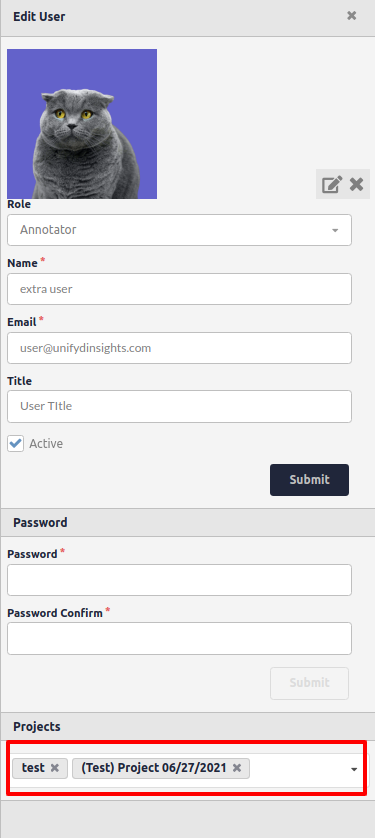 Edit User
Role
Annotator
Name *
extra user
Email *
user@unifydinsights.com
Title
User TItle
Active
Submit
Password
Password *
Password Confirm *
Submit
Projects
test (Test) Project 06/27/2021